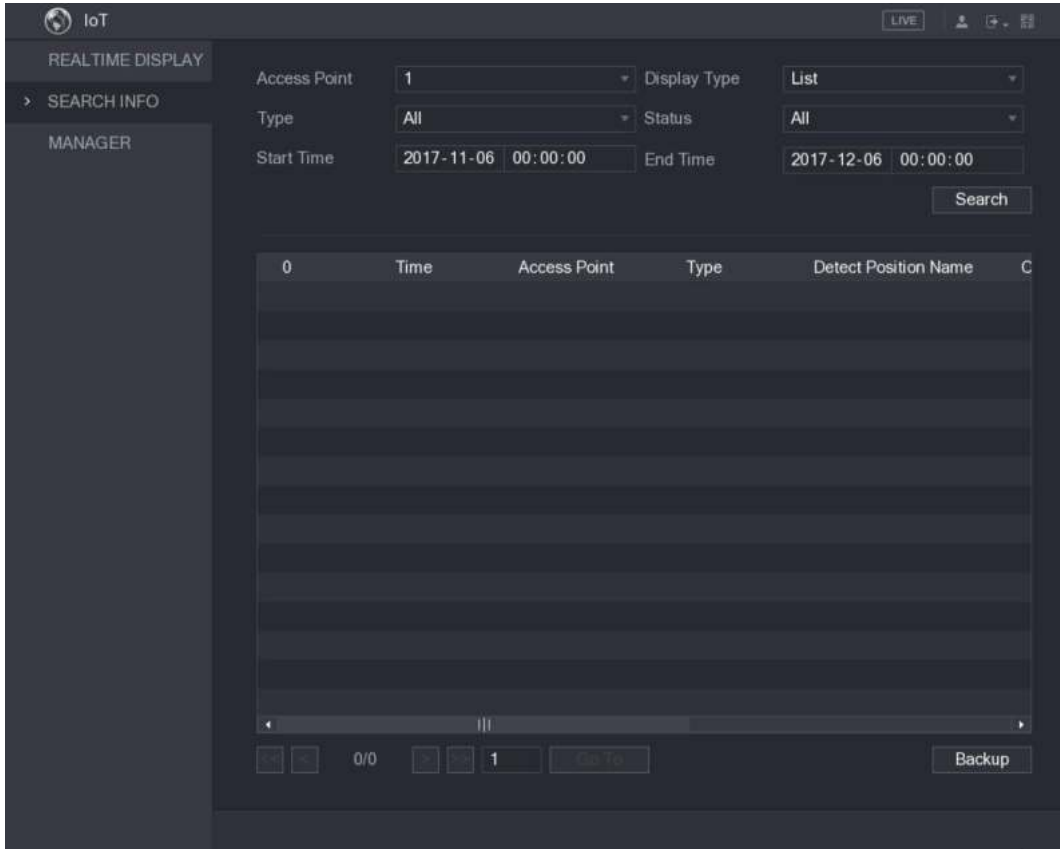 IoT
LIVE
REALTIME DISPLAY
SEARCH INFO
MANAGER
Access Point 1 Display Type List
Type All Status All
Start Time 2017-11-06 00:00:00 End Time 2017-12-06 00:00:00
Search
0 Time Access Point Type Detect Position Name C
<< < 0/0 > >> 1 Go To Backup